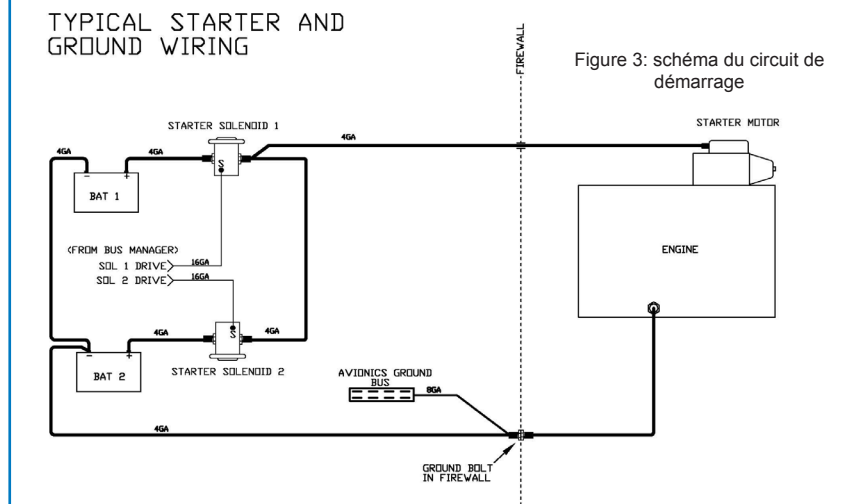 TYPICAL STARTER AND
GROUND WIRING
FIREWALL
Figure 3: schéma du circuit de
démarrage
STARTER MOTOR
STARTER SOLENOID 1
4GA
4GA
4GA
S
- +
BAT 1
ENGINE
(FROM BUS MANAGER)
SOL 1 DRIVE
16GA
SOL 2 DRIVE
16GA
4GA
4GA
S
- +
BAT 2
STARTER SOLENOID 2
AVIONICS GROUND
BUS
8GA
4GA
GROUND BOLT
IN FIREWALL